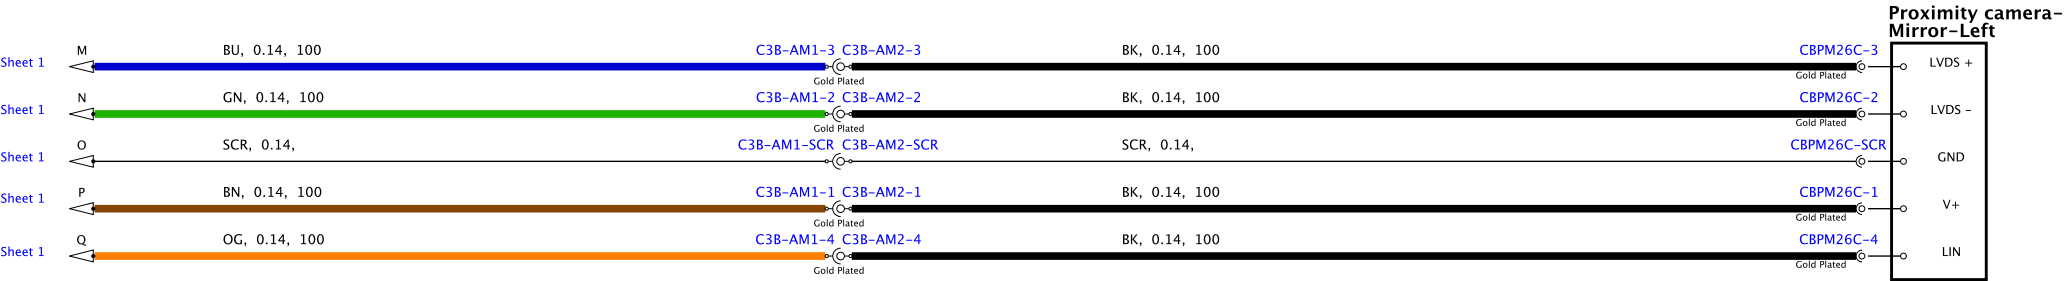 Proximity camera-
Mirror-Left
M BU, 0.14, 100 C3B-AM1-3 C3B-AM2-3 BK, 0.14, 100 CBPM26C-3
Sheet 1 LVDS +
Gold Plated Gold Plated
N GN, 0.14, 100 C3B-AM1-2 C3B-AM2-2 BK, 0.14, 100 CBPM26C-2
Sheet 1 LVDS -
Gold Plated Gold Plated
O SCR, 0.14, C3B-AM1-SCR C3B-AM2-SCR SCR, 0.14, CBPM26C-SCR
Sheet 1 GND
P BN, 0.14, 100 C3B-AM1-1 C3B-AM2-1 BK, 0.14, 100 CBPM26C-1
Sheet 1 V+
Gold Plated Gold Plated
Q OG, 0.14, 100 C3B-AM1-4 C3B-AM2-4 BK, 0.14, 100 CBPM26C-4
Sheet 1 LIN
Gold Plated Gold Plated